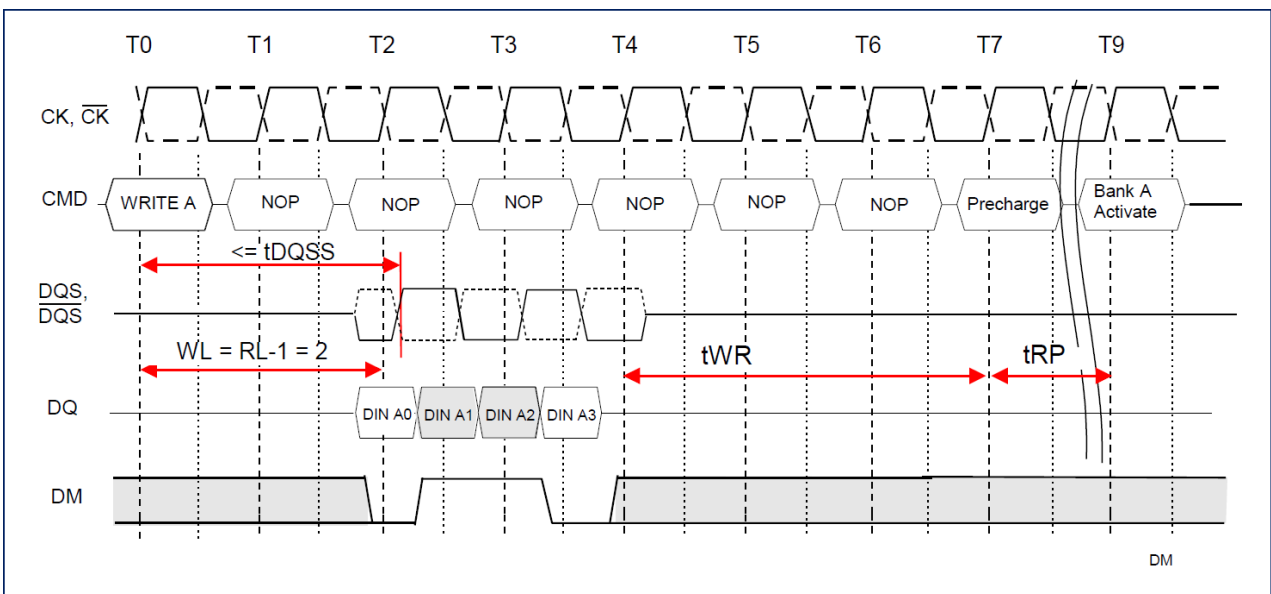 T0 T1 T2 T3 T4 T5 T6 T7 T9
CK, CK
CMD WRITE A NOP NOP NOP NOP NOP NOP Precharge Bank A
Activate
<= tDQSS
DQS,
DQS
WL = RL-1 = 2 tWR tRP
DQ DIN A0 DIN A1 DIN A2 DIN A3
DM
DM